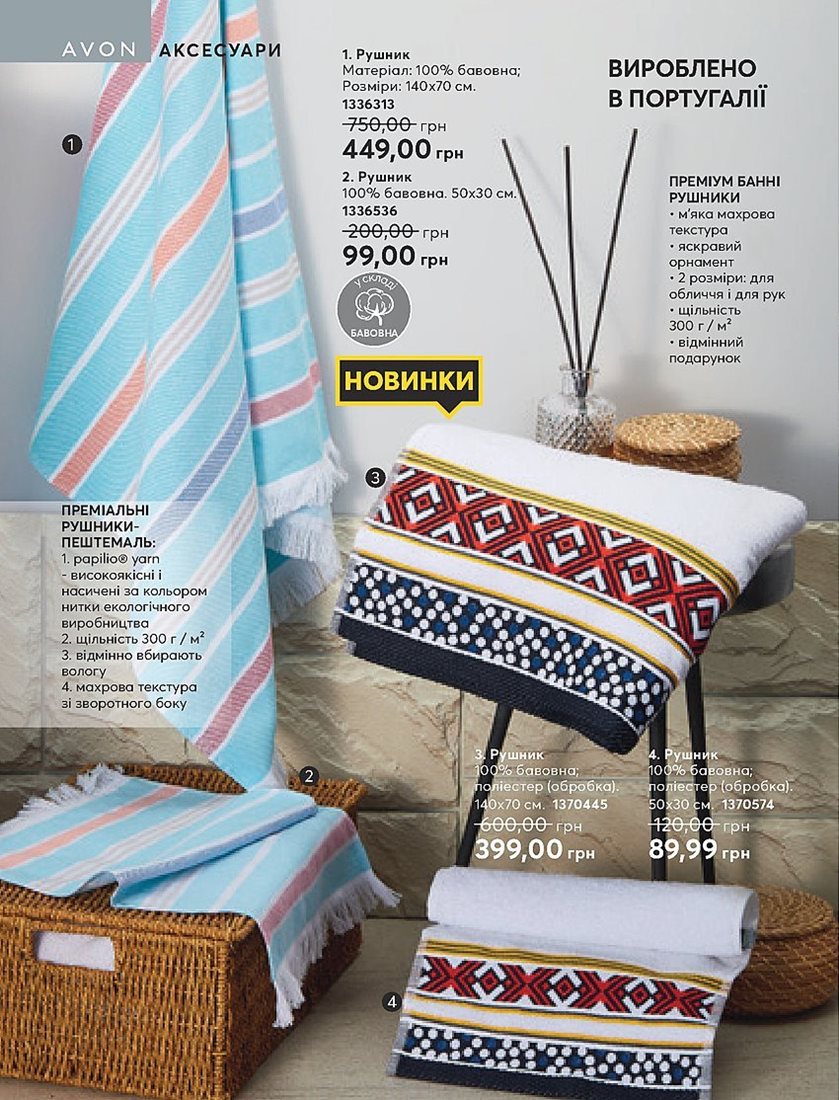 AVON АКСЕСУАРИ
1. Рушник
Матеріал: 100% бавовна;
Розміри: 140x70 см.
1336313
750,00 грн
449,00 грн
2. Рушник
100% бавовна. 50x30 см.
1336536
200,00 грн
99,00 грн
У СКЛАДІ
БАВОВНА
ВИРОБЛЕНО
В ПОРТУГАЛІЇ
ПРЕМІУМ БАННІ
РУШНИКИ
• м'яка махрова
текстура
• яскравий
орнамент
• 2 розміри: для
обличчя і для рук
• щільність
300 г / м²
• відмінний
подарунок
1
НОВИНКИ
3
ПРЕМІАЛЬНІ
РУШНИКИ-
ПЕШТЕМАЛЬ:
1. papilio® yarn
- високоякісні і
насичені за кольором
нитки екологічного
виробництва
2. щільність 300 г / м²
3. відмінно вбирають
вологу
4. махрова текстура
зі зворотного боку
2
3. Рушник
100% бавовна;
поліестер (обробка).
140x70 см. 1370445
600,00 грн
399,00 грн
4. Рушник
100% бавовна;
поліестер (обробка).
50x30 см. 1370574
120,00 грн
89,99 грн
4